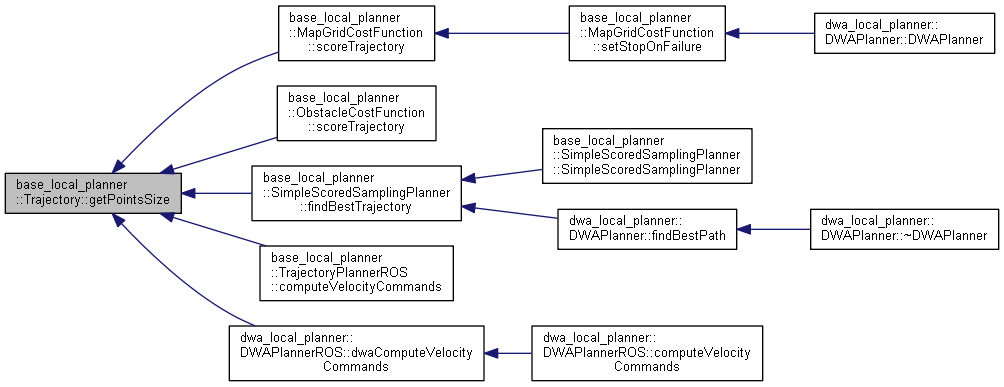 base_local_planner
::Trajectory::getPointsSize
base_local_planner
::MapGridCostFunction
::scoreTrajectory
base_local_planner
::MapGridCostFunction
::setStopOnFailure
dwa_local_planner::
DWAPlanner::DWAPlanner
base_local_planner
::ObstacleCostFunction
::scoreTrajectory
base_local_planner
::SimpleScoredSamplingPlanner
::findBestTrajectory
base_local_planner
::SimpleScoredSamplingPlanner
::SimpleScoredSamplingPlanner
dwa_local_planner::
DWAPlanner::findBestPath
dwa_local_planner::
DWAPlanner::~DWAPlanner
base_local_planner
::TrajectoryPlannerROS
::computeVelocityCommands
dwa_local_planner::
DWAPlannerROS::dwaComputeVelocity
Commands
dwa_local_planner::
DWAPlannerROS::computeVelocity
Commands